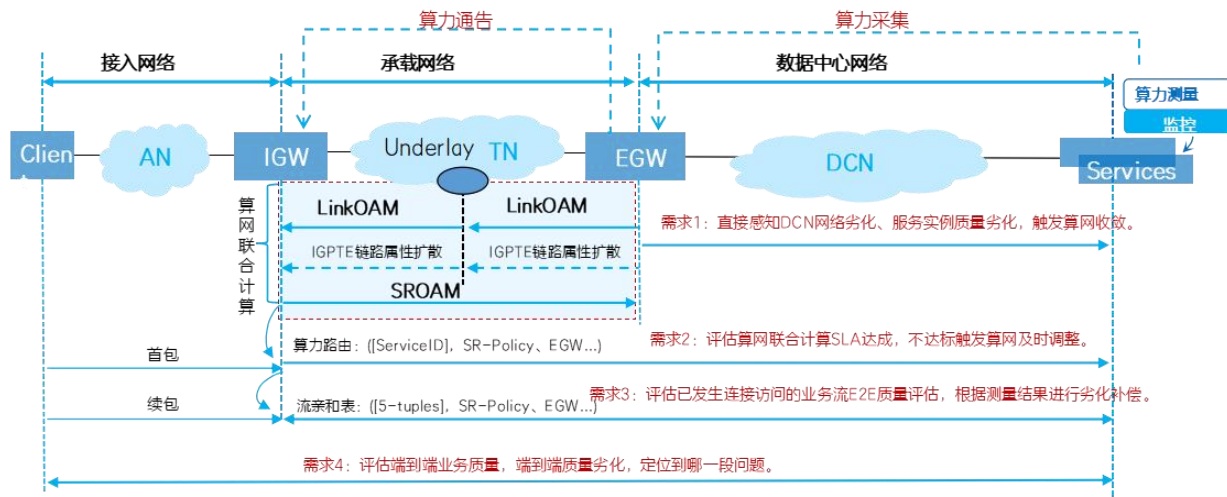 算力通告
算力采集
接入网络
承载网络
数据中心网络
算力测量
监控
Clien
AN
IGW
Underlay TN
EGW
DCN
Services
算网联合计算
LinkOAM
LinkOAM
需求1：直接感知DCN网络劣化、服务实例质量劣化，触发算网收敛。
IGPTE链路属性扩散
IGPTE链路属性扩散
SROAM
首包
算力路由：([ServiceID]，SR-Policy、EGW...)
需求2：评估算网联合计算SLA达成，不达标触发算网及时调整。
续包
流亲和表：([5-tuples]，SR-Policy、EGW...)
需求3：评估已发生连接访问的业务流E2E质量评估，根据测量结果进行劣化补偿。
需求4：评估端到端业务质量，端到端质量劣化，定位到哪一段问题。